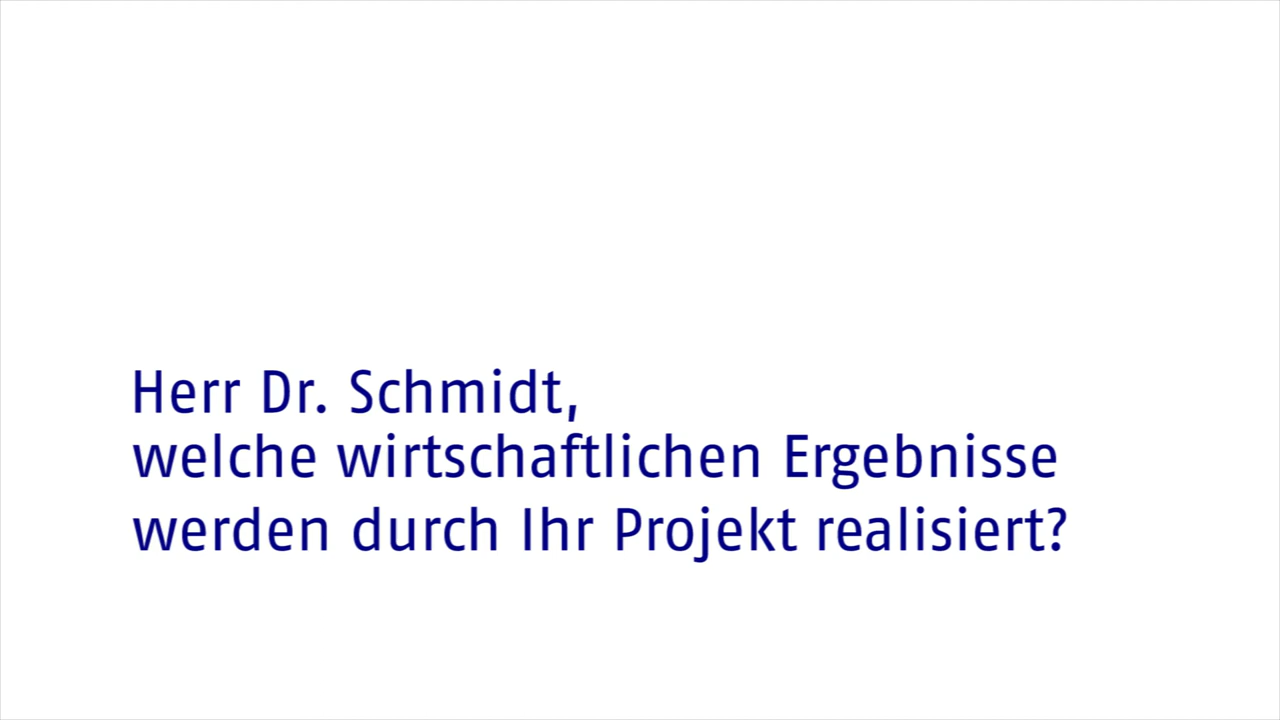 Herr Dr. Schmidt,
welche wirtschaftlichen Ergebnisse
werden durch Ihr Projekt realisiert?